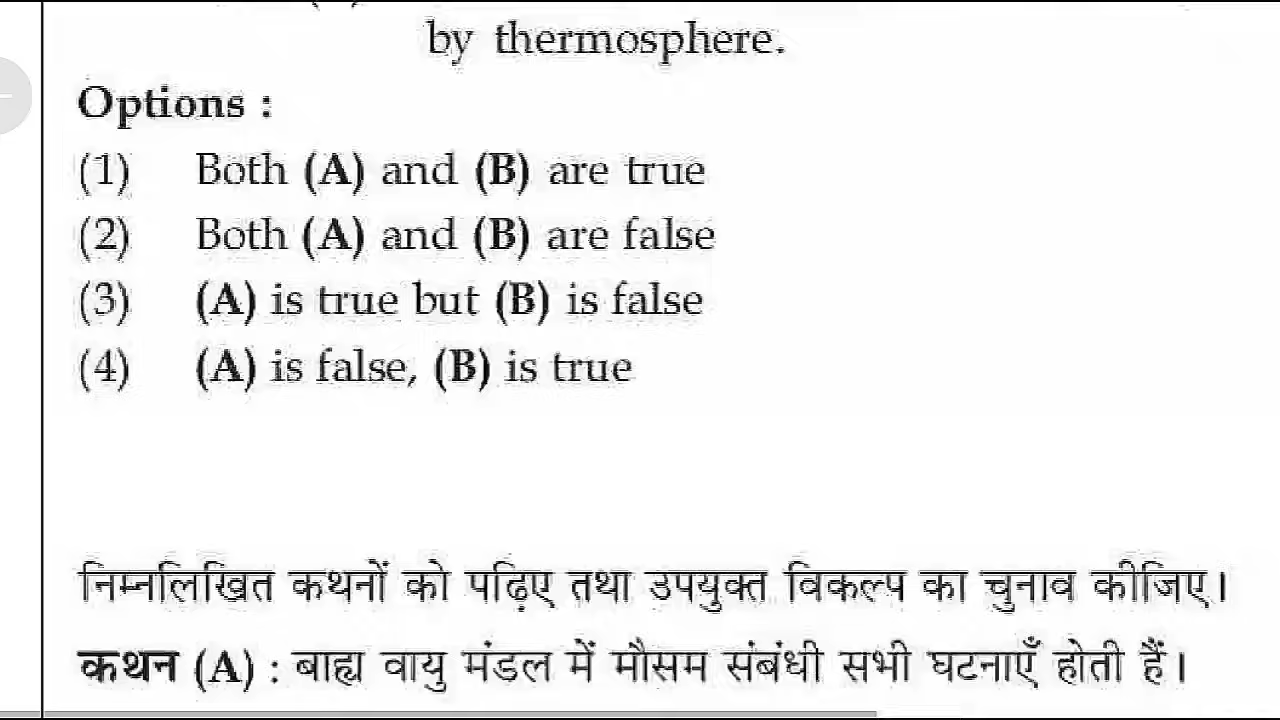 by thermosphere.
Options :
(1) Both (A) and (B) are true
(2) Both (A) and (B) are false
(3) (A) is true but (B) is false
(4) (A) is false, (B) is true
निम्नलिखित कथनों को पढ़िए तथा उपयुक्त विकल्प का चुनाव कीजिए।
कथन (A) : बाह्य वायु मंडल में मौसम संबंधी सभी घटनाएँ होती हैं।